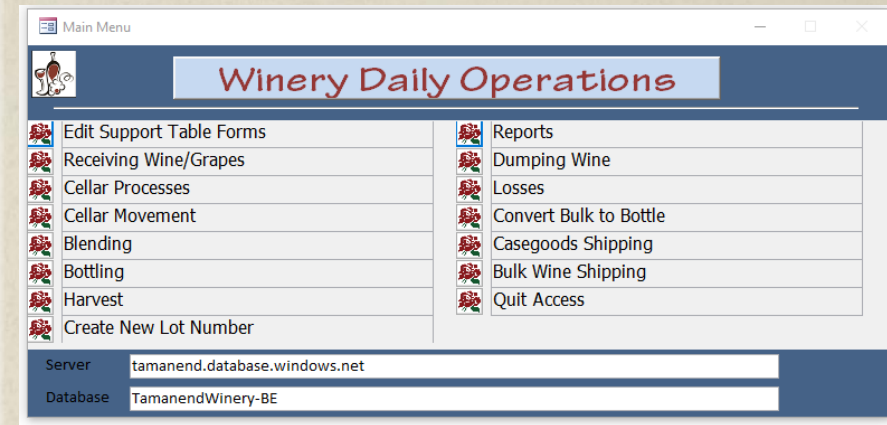 Main Menu
Winery Daily Operations
Edit Support Table Forms
Receiving Wine/Grapes
Cellar Processes
Cellar Movement
Blending
Bottling
Harvest
Create New Lot Number
Reports
Dumping Wine
Losses
Convert Bulk to Bottle
Casegoods Shipping
Bulk Wine Shipping
Quit Access
Server tamanend.database.windows.net
Database TamanendWinery-BE